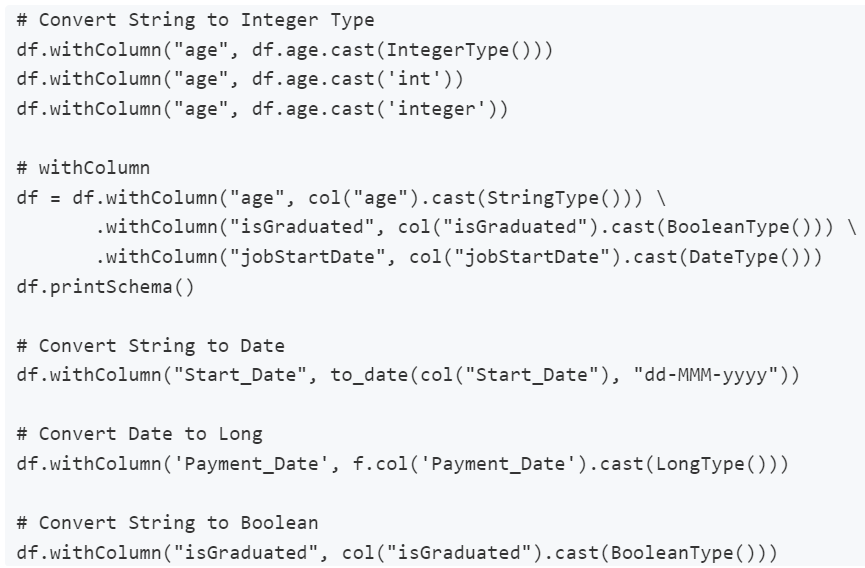 # Convert String to Integer Type
df.withColumn("age", df.age.cast(IntegerType()))
df.withColumn("age", df.age.cast('int'))
df.withColumn("age", df.age.cast('integer'))
# withColumn
df = df.withColumn("age", col("age").cast(StringType())) \
.withColumn("isGraduated", col("isGraduated").cast(BooleanType())) \
.withColumn("jobStartDate", col("jobStartDate").cast(DateType()))
df.printSchema()
# Convert String to Date
df.withColumn("Start_Date", to_date(col("Start_Date"), "dd-MMM-yyyy"))
# Convert Date to Long
df.withColumn('Payment_Date', f.col('Payment_Date').cast(LongType()))
# Convert String to Boolean
df.withColumn("isGraduated", col("isGraduated").cast(BooleanType()))